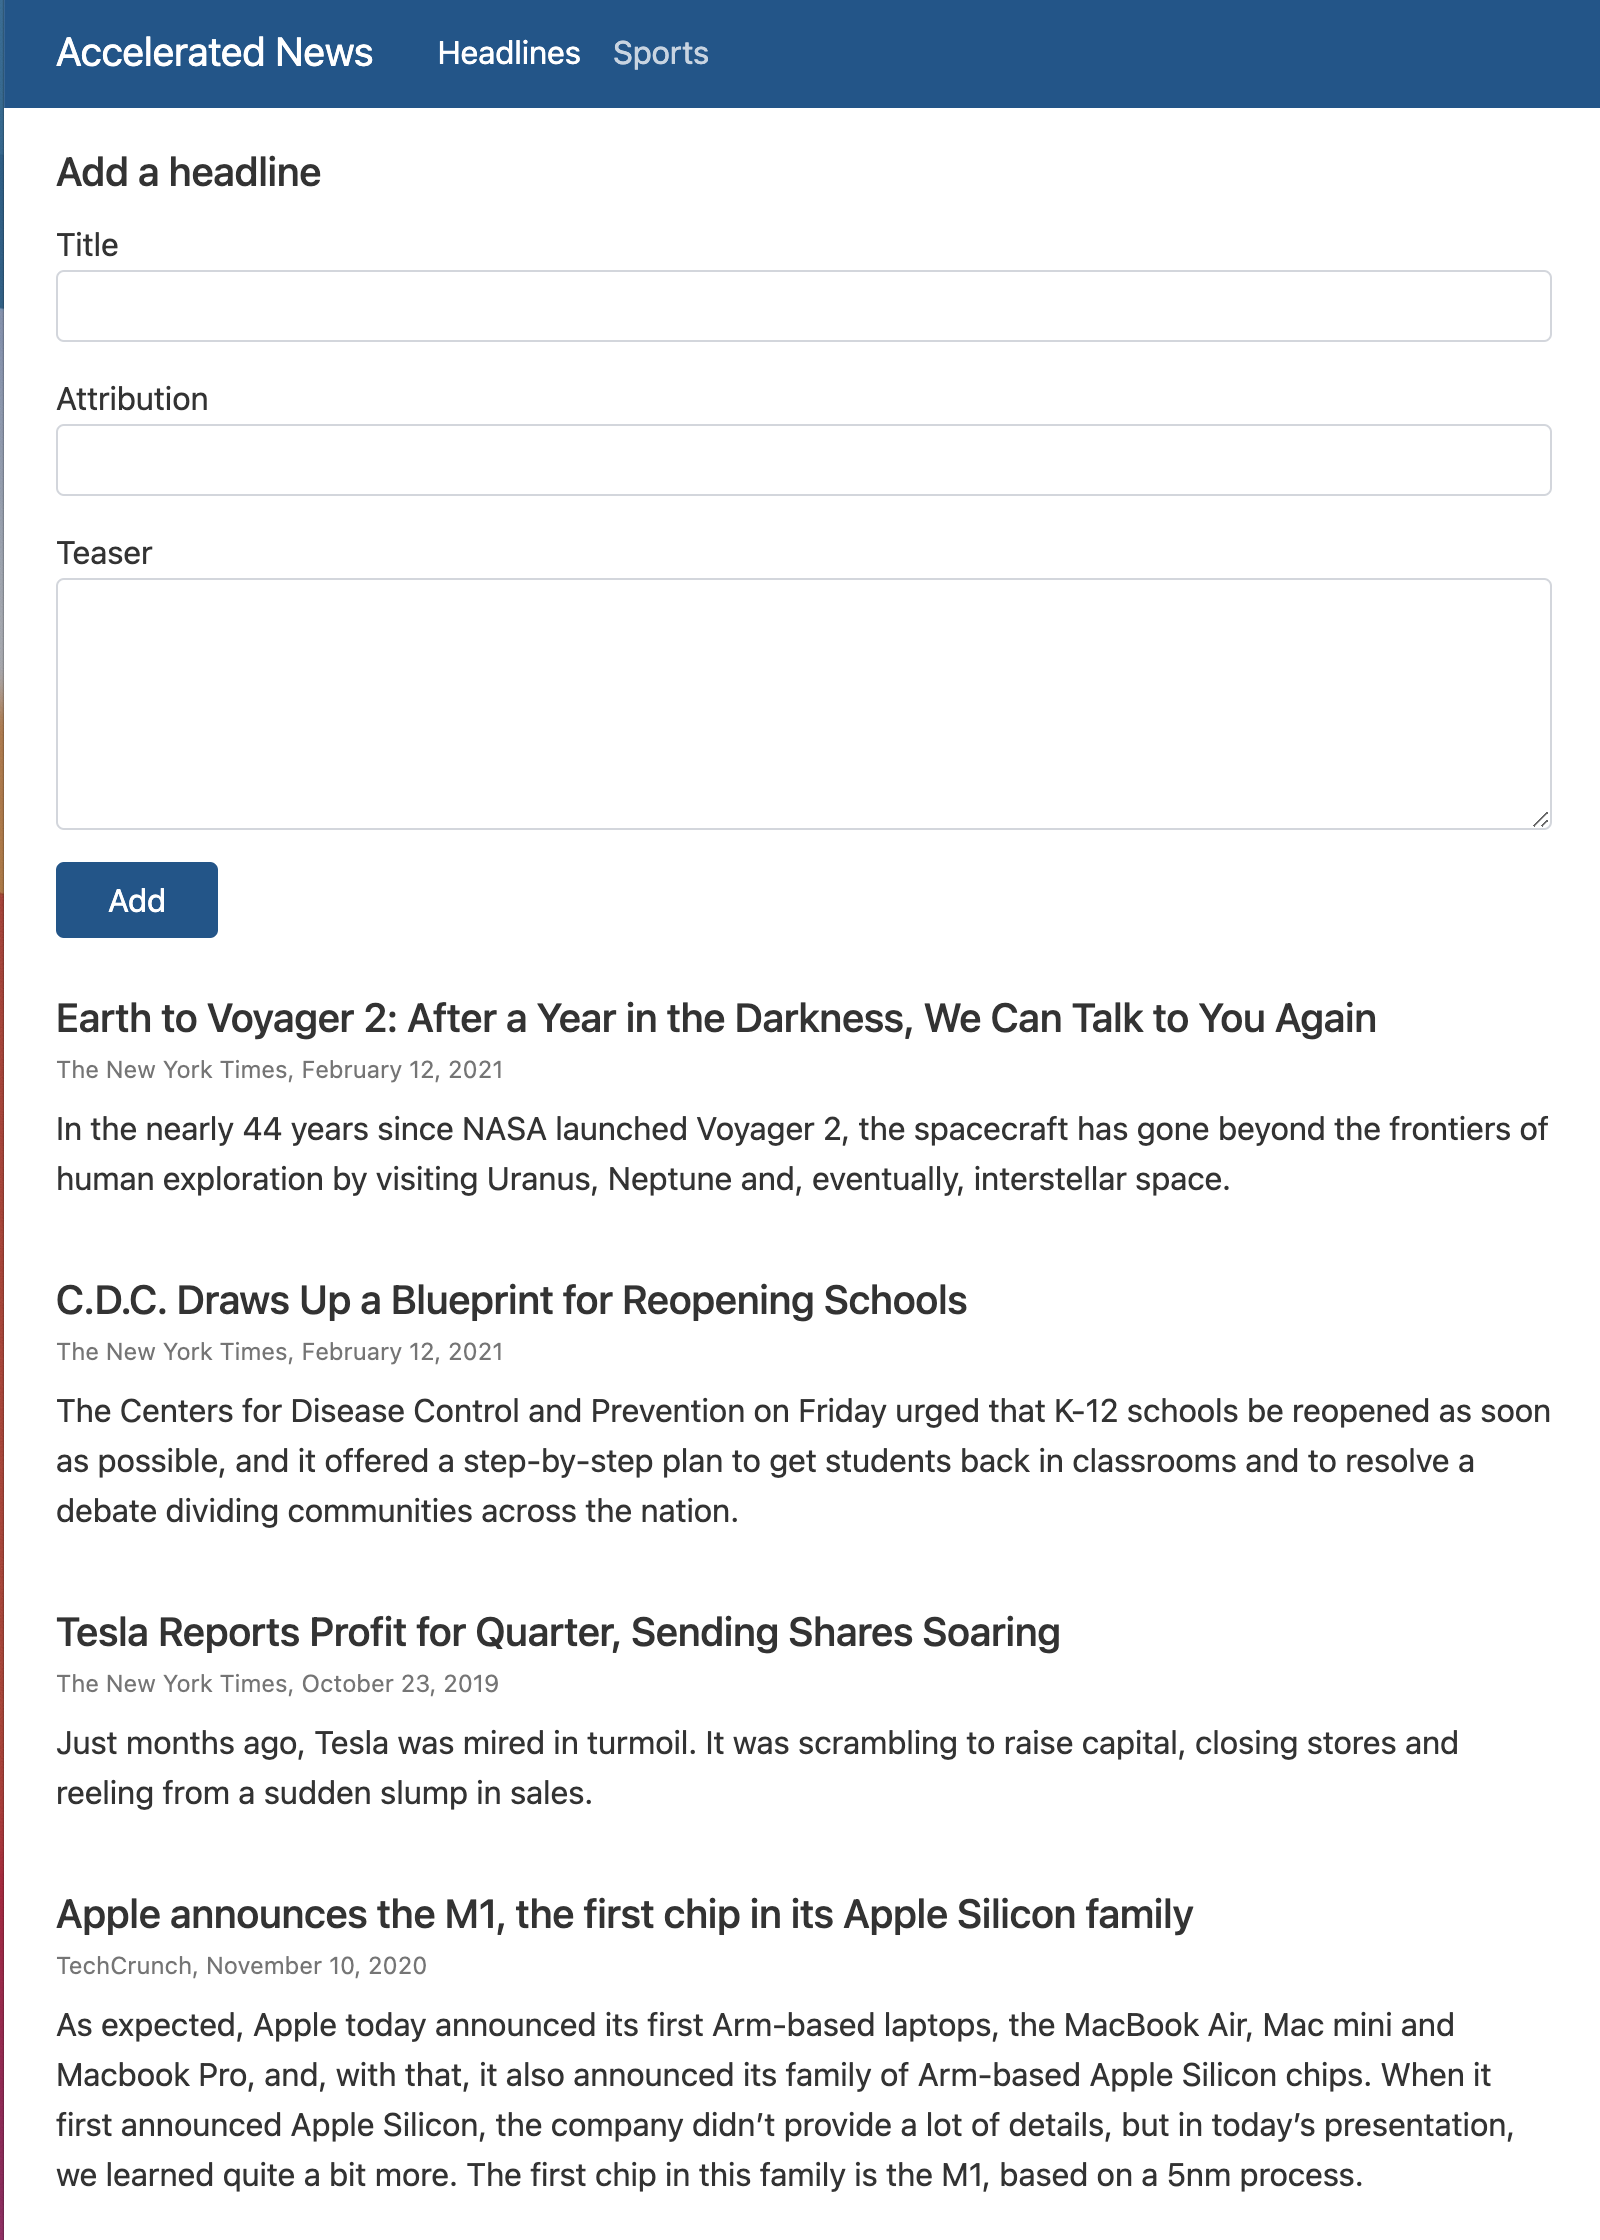 Accelerated News Headlines Sports
Add a headline
Title
Attribution
Teaser
Add
Earth to Voyager 2: After a Year in the Darkness, We Can Talk to You Again
The New York Times, February 12, 2021
In the nearly 44 years since NASA launched Voyager 2, the spacecraft has gone beyond the frontiers of
human exploration by visiting Uranus, Neptune and, eventually, interstellar space.
C.D.C. Draws Up a Blueprint for Reopening Schools
The New York Times, February 12, 2021
The Centers for Disease Control and Prevention on Friday urged that K-12 schools be reopened as soon
as possible, and it offered a step-by-step plan to get students back in classrooms and to resolve a
debate dividing communities across the nation.
Tesla Reports Profit for Quarter, Sending Shares Soaring
The New York Times, October 23, 2019
Just months ago, Tesla was mired in turmoil. It was scrambling to raise capital, closing stores and
reeling from a sudden slump in sales.
Apple announces the M1, the first chip in its Apple Silicon family
TechCrunch, November 10, 2020
As expected, Apple today announced its first Arm-based laptops, the MacBook Air, Mac mini and
Macbook Pro, and, with that, it also announced its family of Arm-based Apple Silicon chips. When it
first announced Apple Silicon, the company didn’t provide a lot of details, but in today’s presentation,
we learned quite a bit more. The first chip in this family is the M1, based on a 5nm process.